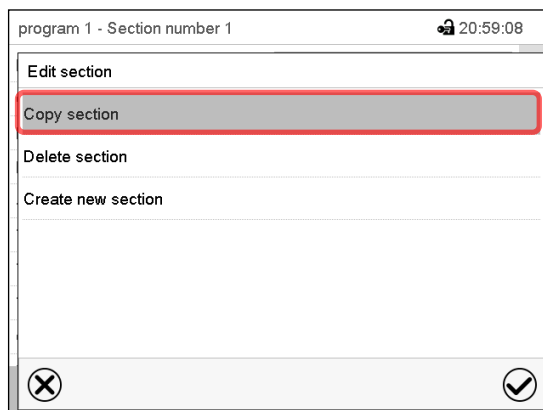 program 1 - Section number 1 20:59:08
Edit section
Copy section
Delete section
Create new section